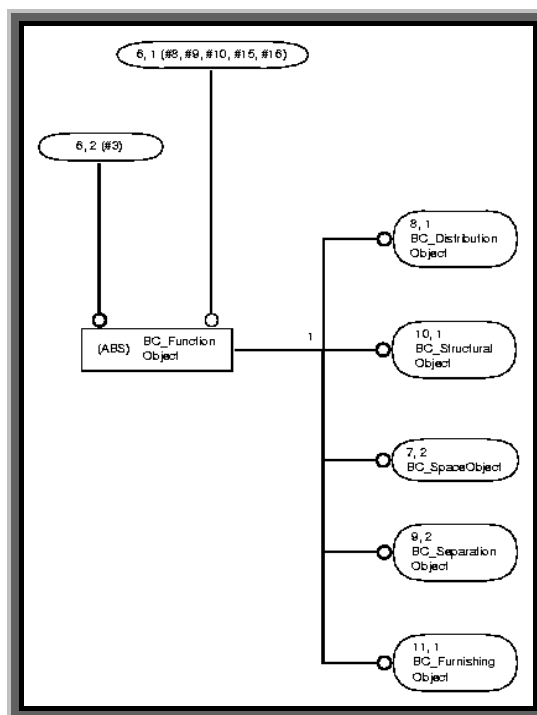 6, 1 (#8, #9, #10, #15, #16)
6, 2 (#3)
8, 1
BC_Distribution
Object
(ABS) BC_Function
Object
1
10, 1
BC_Structural
Object
7, 2
BC_SpaceObject
9, 2
BC_Separation
Object
11, 1
BC_Furnishing
Object